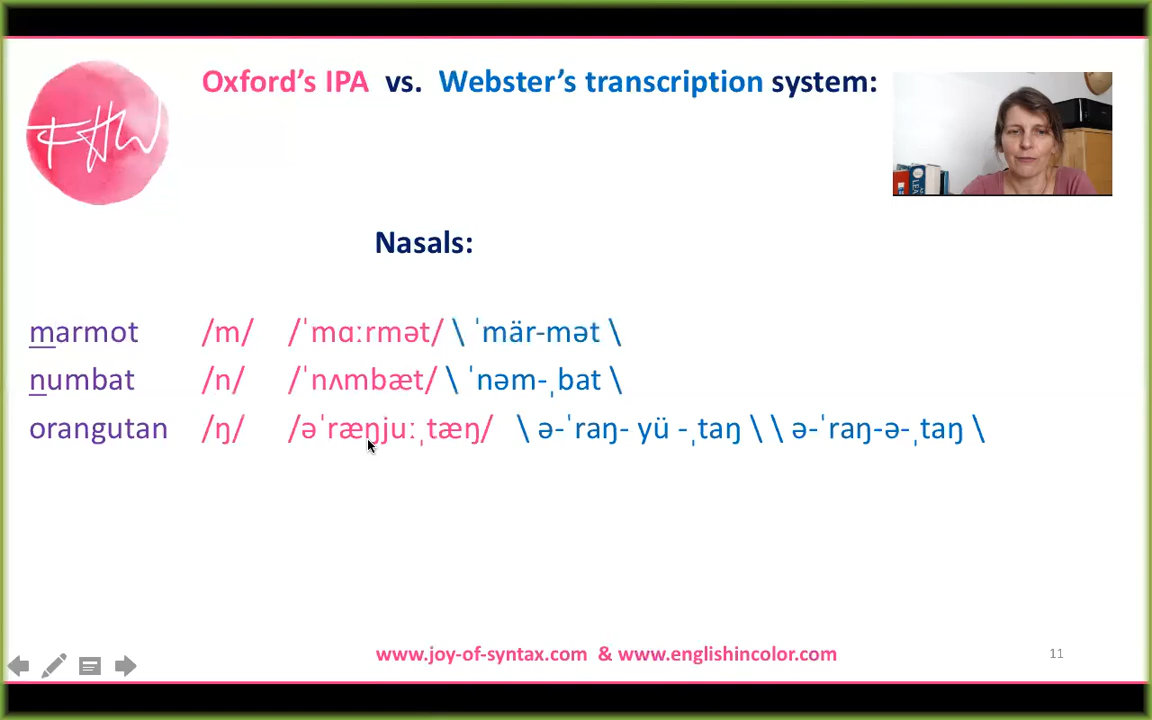 Oxford's IPA vs. Webster's transcription system:
FHW
Nasals:
marmot /m/ /ˈmɑːrmət/ \ ˈmär-mət \
numbat /n/ /ˈnʌmbæt/ \ ˈnəm-ˌbat \
orangutan /ŋ/ /əˈræŋjuːˌtæŋ/ \ ə-ˈraŋ- yü -ˌtaŋ \ \ ə-ˈraŋ-ə-ˌtaŋ \
www.joy-of-syntax.com & www.englishincolor.com
11